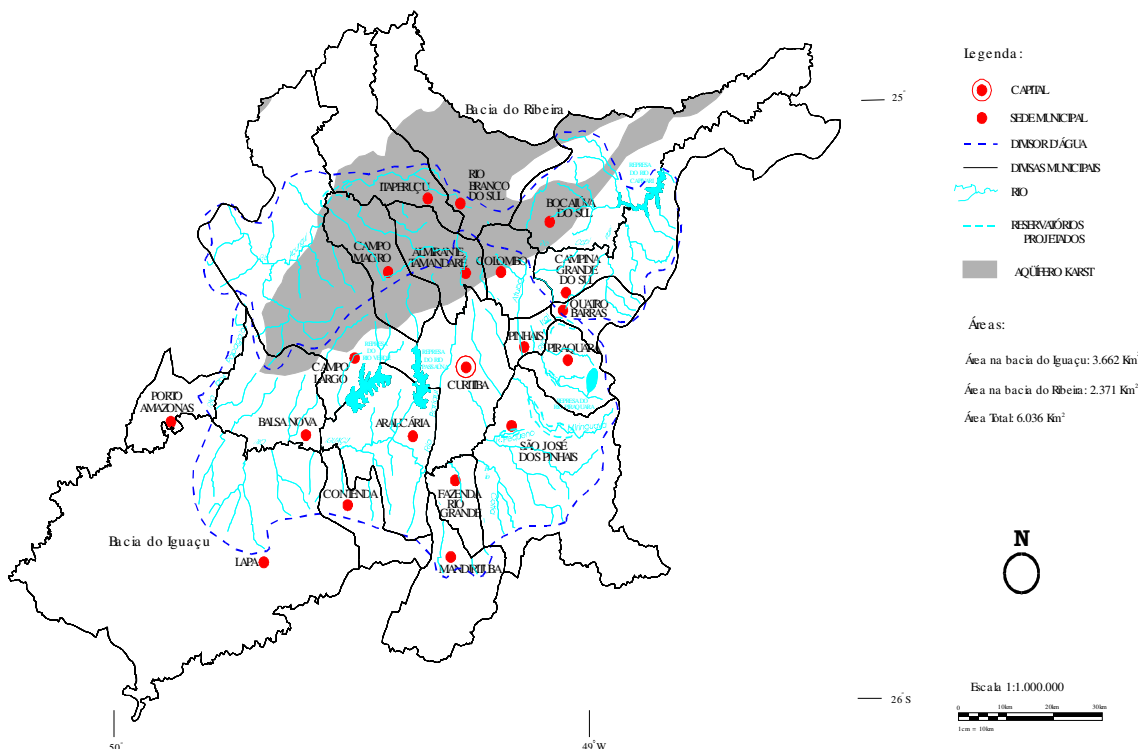 Bacia do Ribeira
ITAPERUÇU
RIO
BRANCO
DO SUL
BOCAIUVA
DO SUL
CAMPO
MAGRO
ALMIRANTE
TAMANDARÉ
COLOMBO
CAMPINA
GRANDE
DO SUL
QUATRO
BARRAS
PINHAIS
PIRAQUARA
CAMPO
LARGO
CURITIBA
PORTO
AMAZONAS
BALSA NOVA
ARAUCÁRIA
SÃO JOSÉ
DOS PINHAIS
CONTENDA
FAZENDA
RIO
GRANDE
Bacia do Iguaçu
LAPA
MANDIRITUBA
25°
26°S
50°
49°W
Legenda:
CAPITAL
SEDE MUNICIPAL
DIVISOR D'ÁGUA
DIVISAS MUNICIPAIS
RIO
RESERVATÓRIOS
PROJETADOS
AQÜÍFERO KARST
Áreas:
Área na bacia do Iguaçu: 3.662 Km²
Área na bacia do Ribeira: 2.371 Km²
Área Total: 6.036 Km²
N
Escala 1:1.000.000
0 10km 20km 30km
1cm = 10km